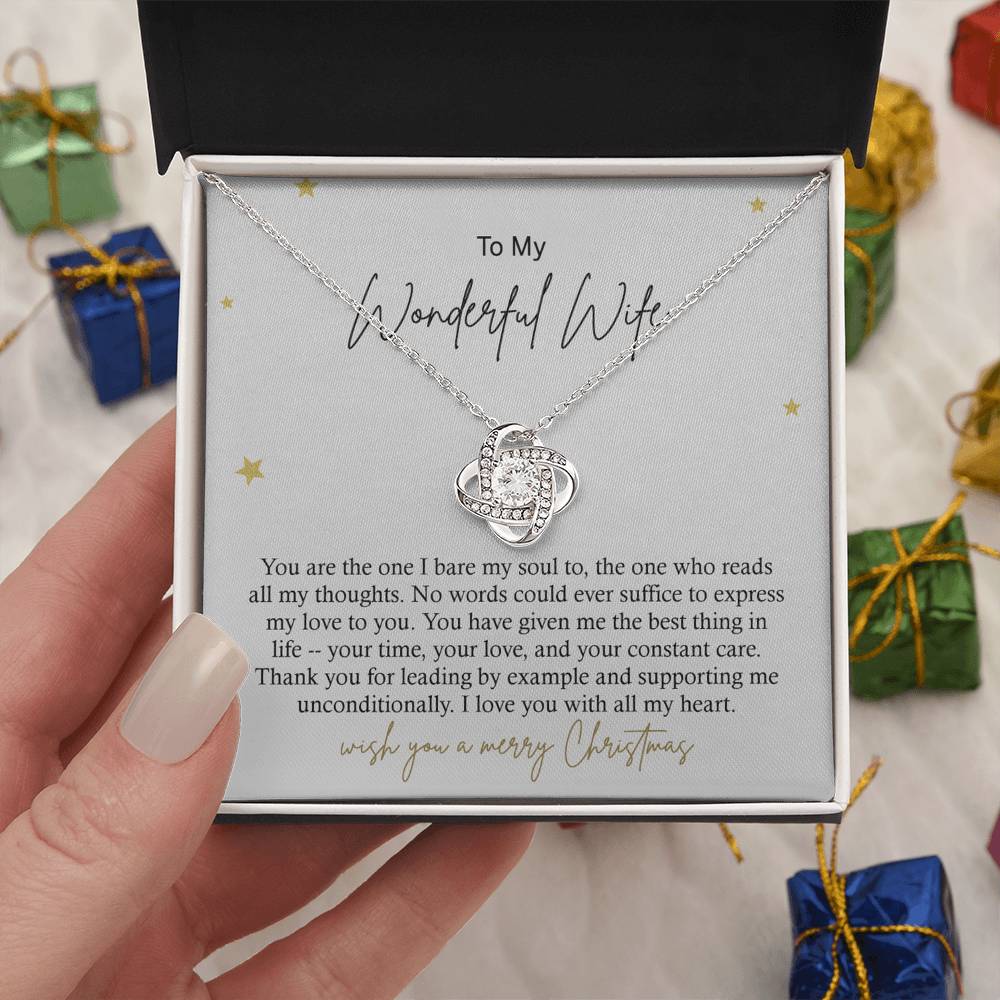 To My
Wonderful Wife
You are the one I bare my soul to, the one who reads
all my thoughts. No words could ever suffice to express
my love to you. You have given me the best thing in
life -- your time, your love, and your constant care.
Thank you for leading by example and supporting me
unconditionally. I love you with all my heart.
wish you a merry Christmas